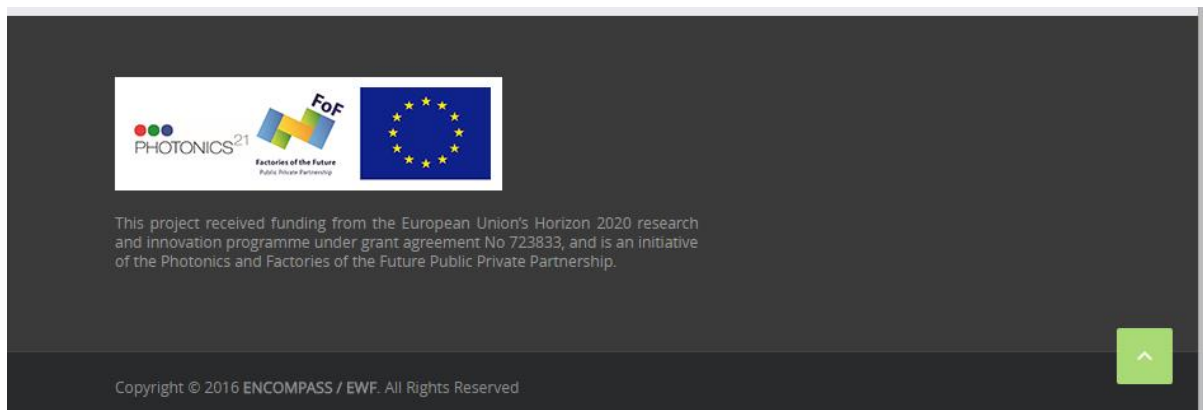 PHOTONICS21
FoF
Factories of the Future
Public Private Partnership
This project received funding from the European Union's Horizon 2020 research
and innovation programme under grant agreement No 723833, and is an initiative
of the Photonics and Factories of the Future Public Private Partnership.
Copyright © 2016 ENCOMPASS / EWF. All Rights Reserved